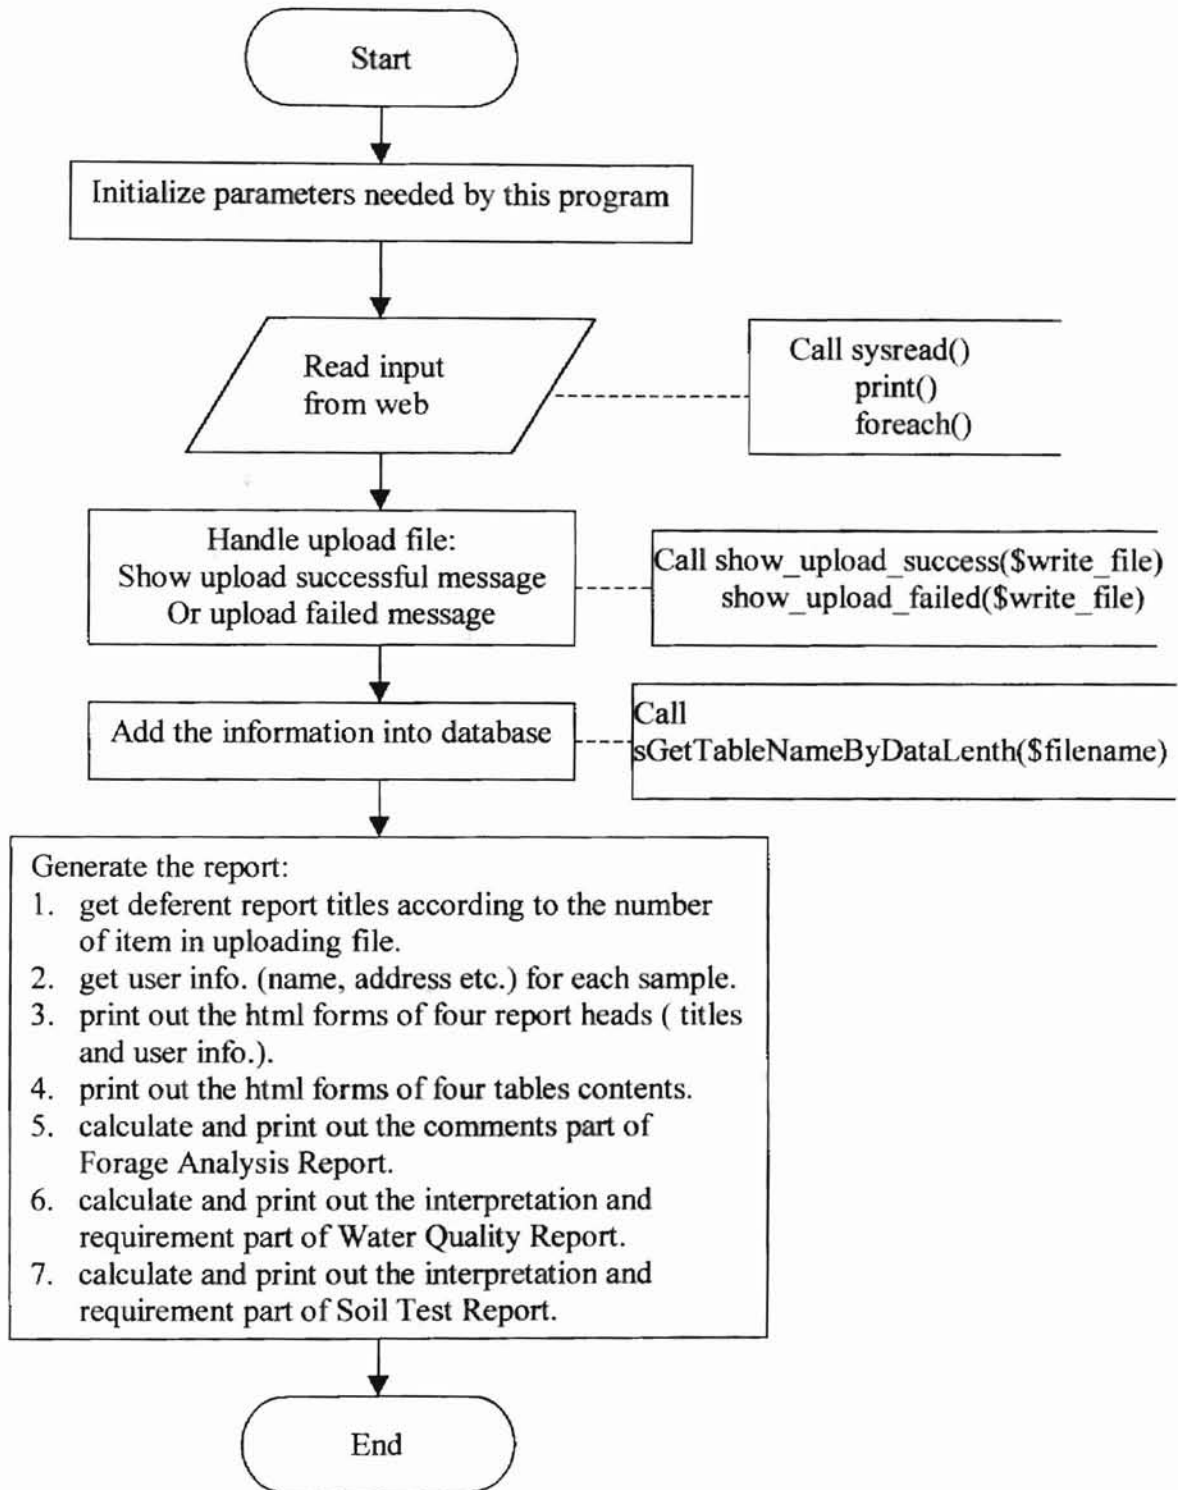 Start
Initialize parameters needed by this program
Read input
from web
Call sysread()
print()
foreach()
Handle upload file:
Show upload successful message
Or upload failed message
Call show_upload_success($write_file)
show_upload_failed($write_file)
Add the information into database
Call
sGetTableNameByDataLenth($filename)
Generate the report:
1. get deferent report titles according to the number
of item in uploading file.
2. get user info. (name, address etc.) for each sample.
3. print out the html forms of four report heads ( titles
and user info.).
4. print out the html forms of four tables contents.
5. calculate and print out the comments part of
Forage Analysis Report.
6. calculate and print out the interpretation and
requirement part of Water Quality Report.
7. calculate and print out the interpretation and
requirement part of Soil Test Report.
End